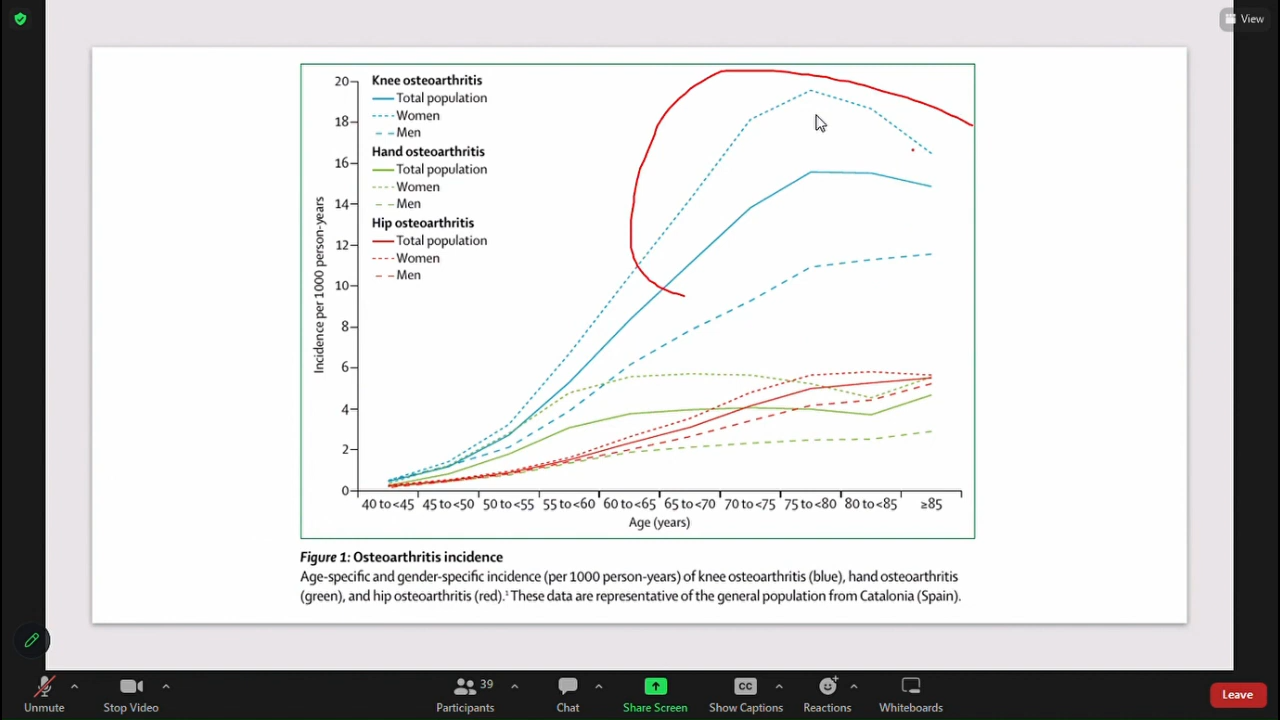 View
20
18
16
14
12
10
8
6
4
2
0
Incidence per 1000 person-years
Knee osteoarthritis
Total population
Women
Men
Hand osteoarthritis
Total population
Women
Men
Hip osteoarthritis
Total population
Women
Men
40 to <45 45 to <50 50 to <55 55 to <60 60 to <65 65 to <70 70 to <75 75 to <80 80 to <85 ≥85
Age (years)
Figure 1: Osteoarthritis incidence
Age-specific and gender-specific incidence (per 1000 person-years) of knee osteoarthritis (blue), hand osteoarthritis
(green), and hip osteoarthritis (red).¹ These data are representative of the general population from Catalonia (Spain).
39
CC
Unmute Stop Video Participants Chat Share Screen Show Captions Reactions Whiteboards Leave